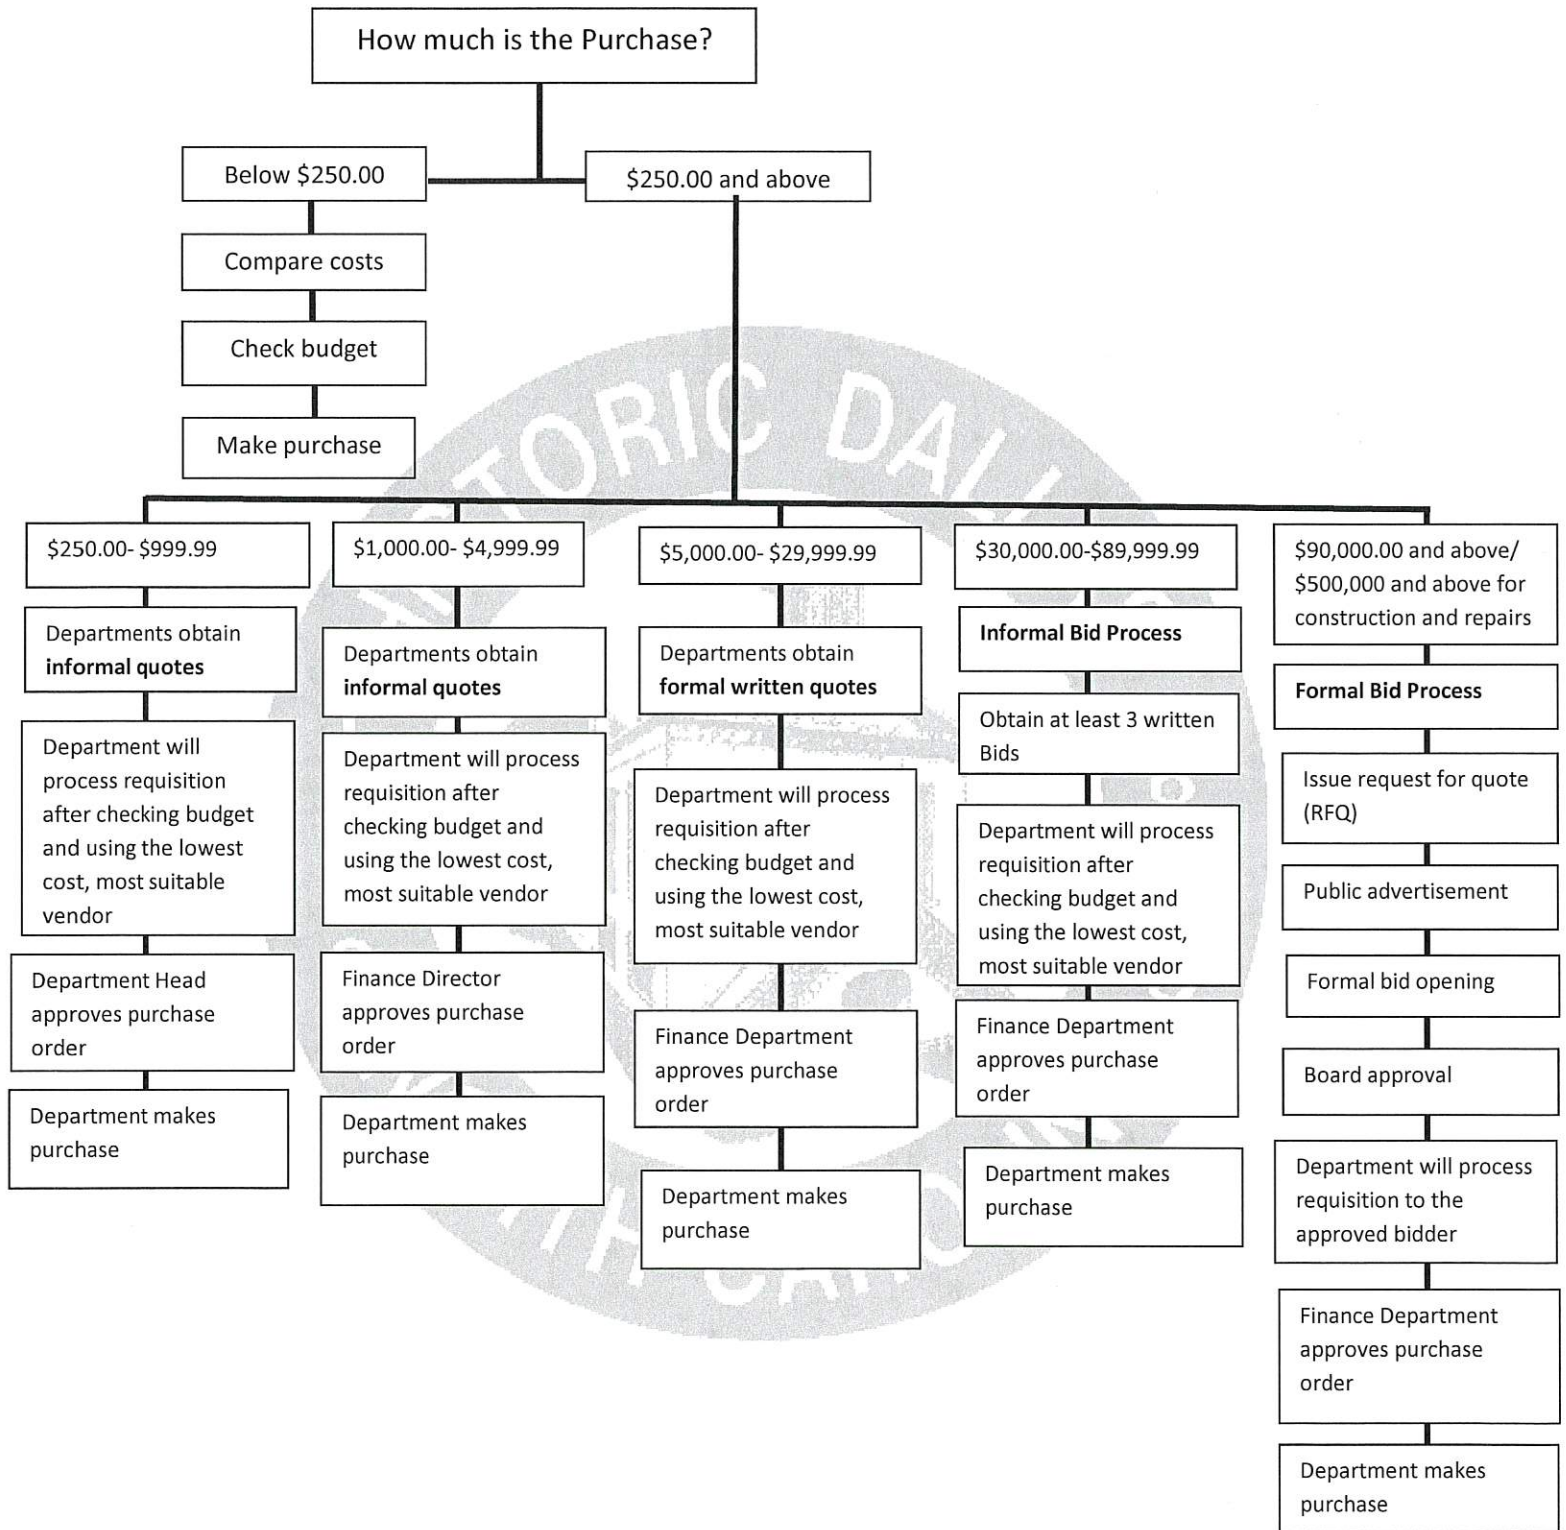 How much is the Purchase?
Below $250.00
$250.00 and above
Compare costs
Check budget
Make purchase
$250.00- $999.99
Departments obtain
informal quotes
Department will
process requisition
after checking budget
and using the lowest
cost, most suitable
vendor
Department Head
approves purchase
order
Department makes
purchase
$1,000.00- $4,999.99
Departments obtain
informal quotes
Department will process
requisition after
checking budget and
using the lowest cost,
most suitable vendor
Finance Director
approves purchase
order
Department makes
purchase
$5,000.00- $29,999.99
Departments obtain
formal written quotes
Department will process
requisition after
checking budget and
using the lowest cost,
most suitable vendor
Finance Department
approves purchase
order
Department makes
purchase
$30,000.00-$89,999.99
Informal Bid Process
Obtain at least 3 written
Bids
Department will process
requisition after
checking budget and
using the lowest cost,
most suitable vendor
Finance Department
approves purchase
order
Department makes
purchase
$90,000.00 and above/
$500,000 and above for
construction and repairs
Formal Bid Process
Issue request for quote
(RFQ)
Public advertisement
Formal bid opening
Board approval
Department will process
requisition to the
approved bidder
Finance Department
approves purchase
order
Department makes
purchase